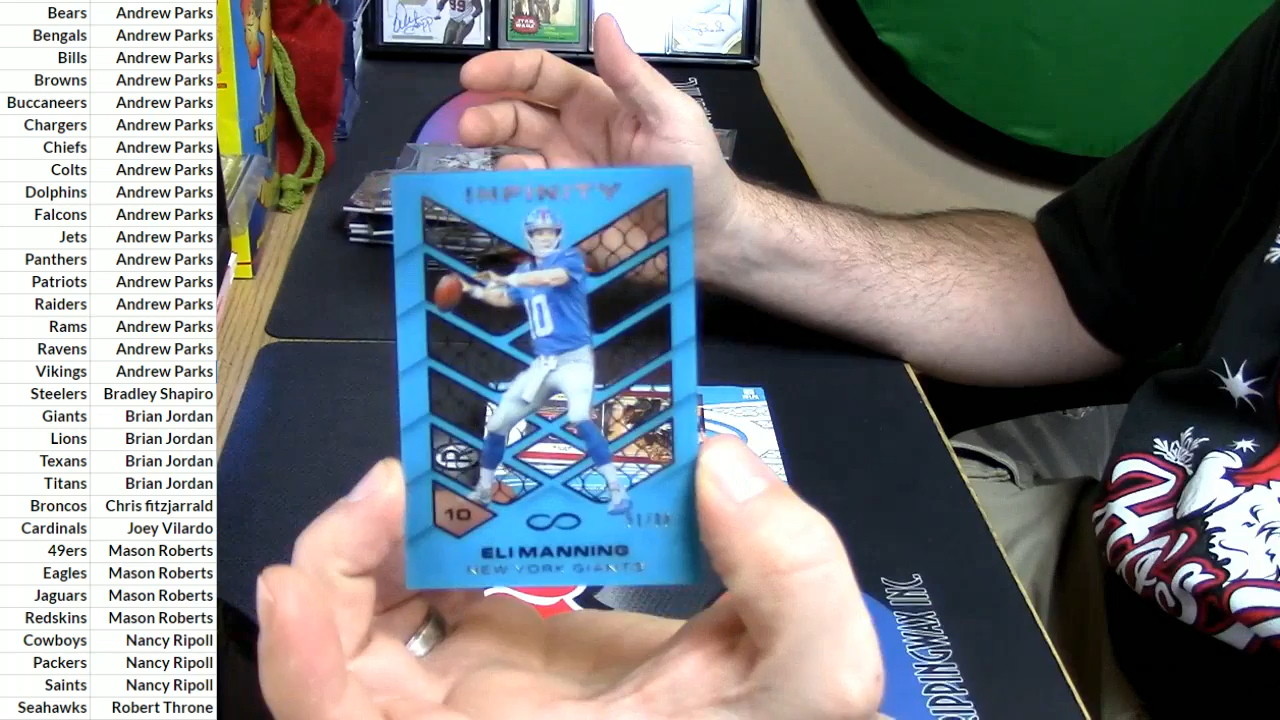 Bears Andrew Parks
Bengals Andrew Parks
Bills Andrew Parks
Browns Andrew Parks
Buccaneers Andrew Parks
Chargers Andrew Parks
Chiefs Andrew Parks
Colts Andrew Parks
Dolphins Andrew Parks
Falcons Andrew Parks
Jets Andrew Parks
Panthers Andrew Parks
Patriots Andrew Parks
Raiders Andrew Parks
Rams Andrew Parks
Ravens Andrew Parks
Vikings Andrew Parks
Steelers Bradley Shapiro
Giants Brian Jordan
Lions Brian Jordan
Texans Brian Jordan
Titans Brian Jordan
Broncos Chris fitzjarrald
Cardinals Joey Vilardo
49ers Mason Roberts
Eagles Mason Roberts
Jaguars Mason Roberts
Redskins Mason Roberts
Cowboys Nancy Ripoll
Packers Nancy Ripoll
Saints Nancy Ripoll
Seahawks Robert Throne
STAR WARS
INFINITY
10
10
ELI MANNING
NEW YORK GIANTS
RIPPINGWAX INC